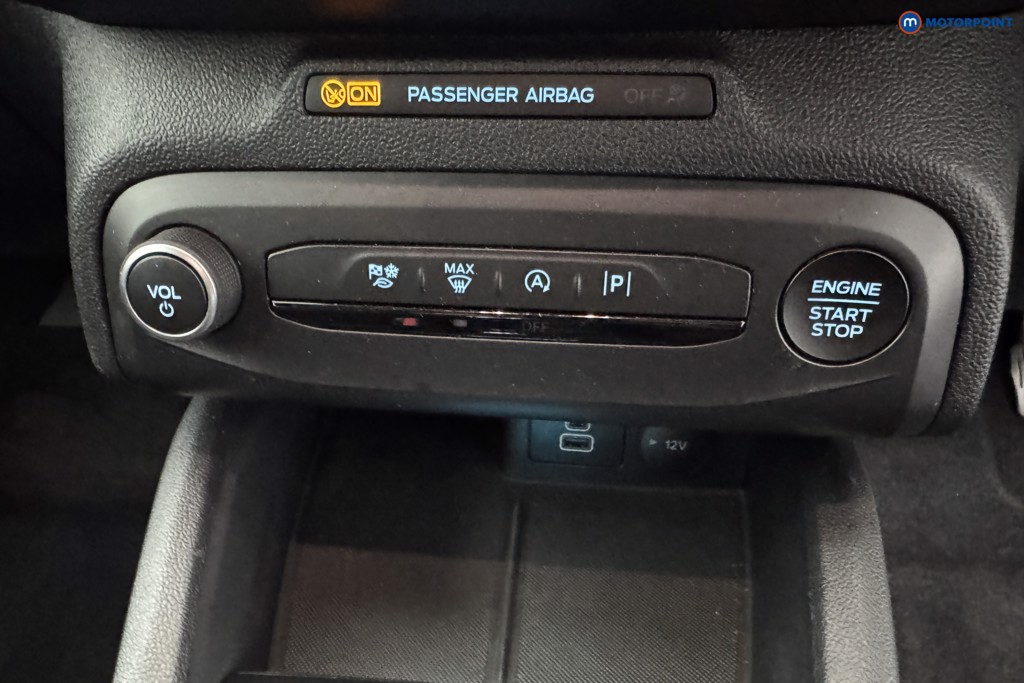 m MOTORPOINT
ON PASSENGER AIRBAG OFF
VOL
MAX
A
P
ENGINE
START
STOP
OFF
12V